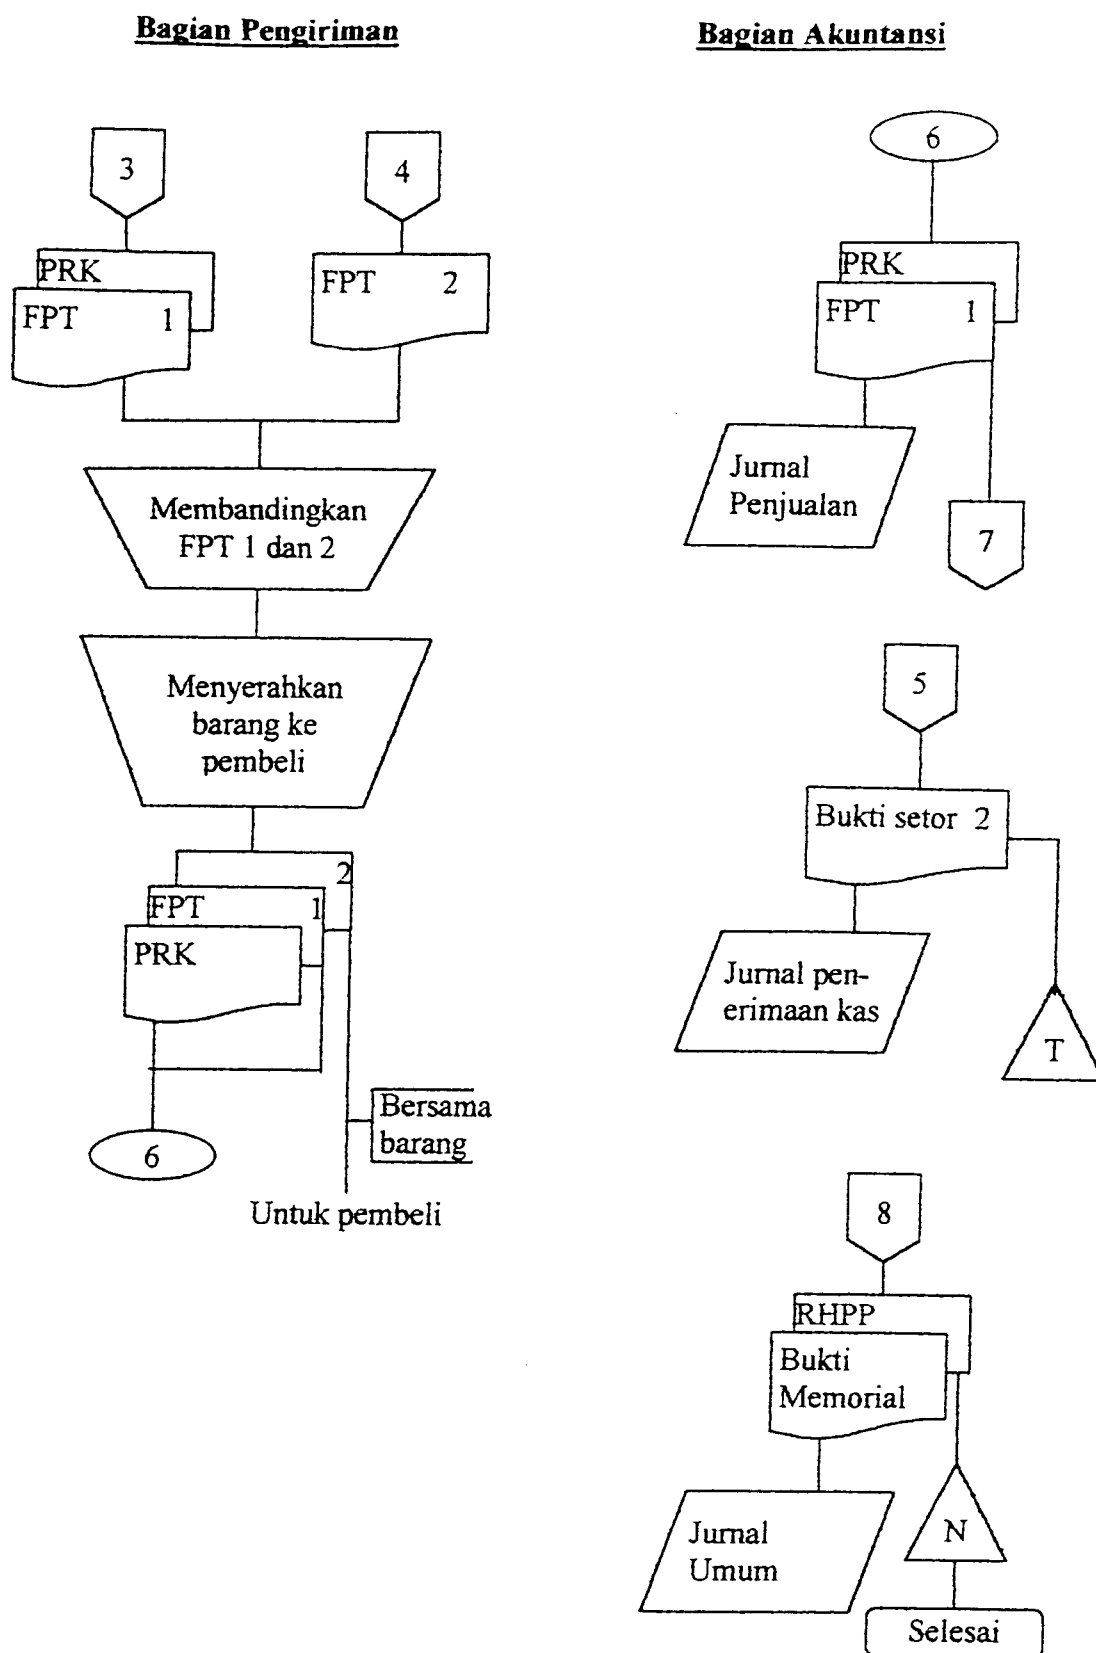 Bagian Pengiriman
3
4
PRK
FPT 1
FPT 2
Membandingkan
FPT 1 dan 2
Menyerahkan
barang ke
pembeli
2
FPT 1
PRK
Bersama
barang
6
Untuk pembeli
Bagian Akuntansi
6
PRK
FPT 1
Jurnal
Penjualan
7
5
Bukti setor 2
Jurnal pen-
erimaan kas
T
8
RHPP
Bukti
Memorial
Jurnal
Umum
N
Selesai